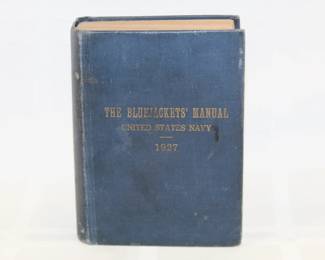 THE BLUEJACKETS' MANUAL
UNITED STATES NAVY
1927